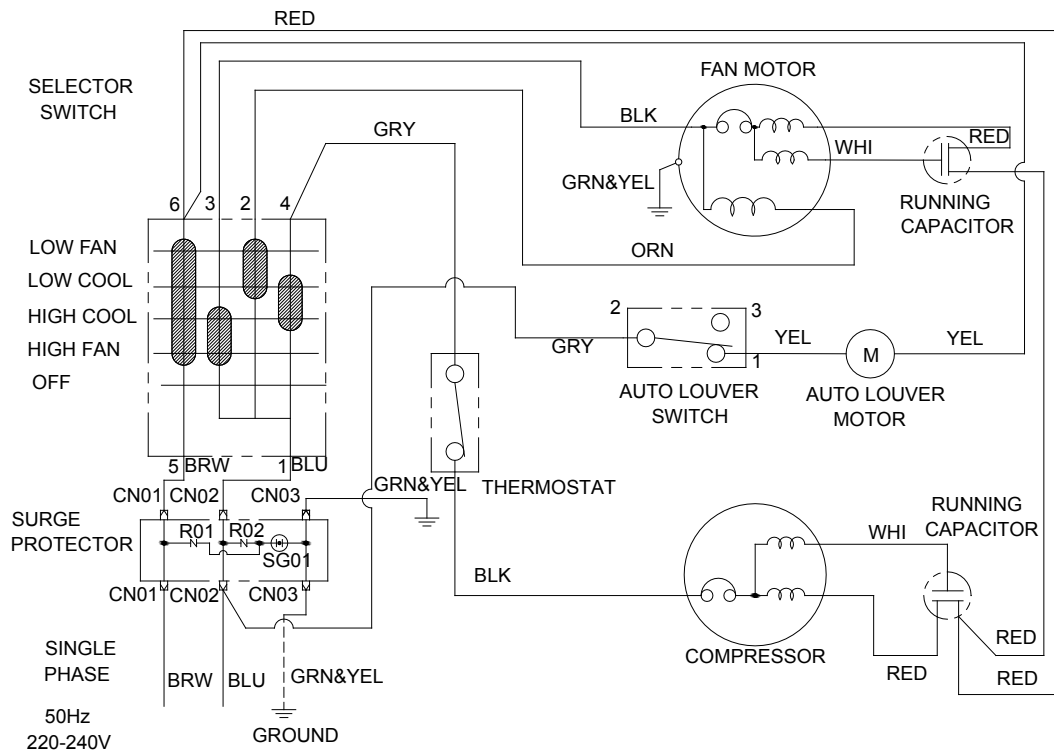 RED
SELECTOR
SWITCH
FAN MOTOR
BLK
GRY
RED
WHI
GRN&YEL
RUNNING
CAPACITOR
6 3 2 4
LOW FAN
ORN
LOW COOL
HIGH COOL
HIGH FAN
OFF
2 3
GRY
YEL
M
YEL
1
AUTO LOUVER
SWITCH
AUTO LOUVER
MOTOR
5 BRW 1 BLU
THERMOSTAT
GRN&YEL
CN01 CN02 CN03
SURGE
PROTECTOR
R01 R02
SG01
RUNNING
CAPACITOR
WHI
BLK
CN01 CN02 CN03
SINGLE
PHASE
BRW BLU GRN&YEL
COMPRESSOR
RED
RED
RED
50Hz
220-240V
GROUND